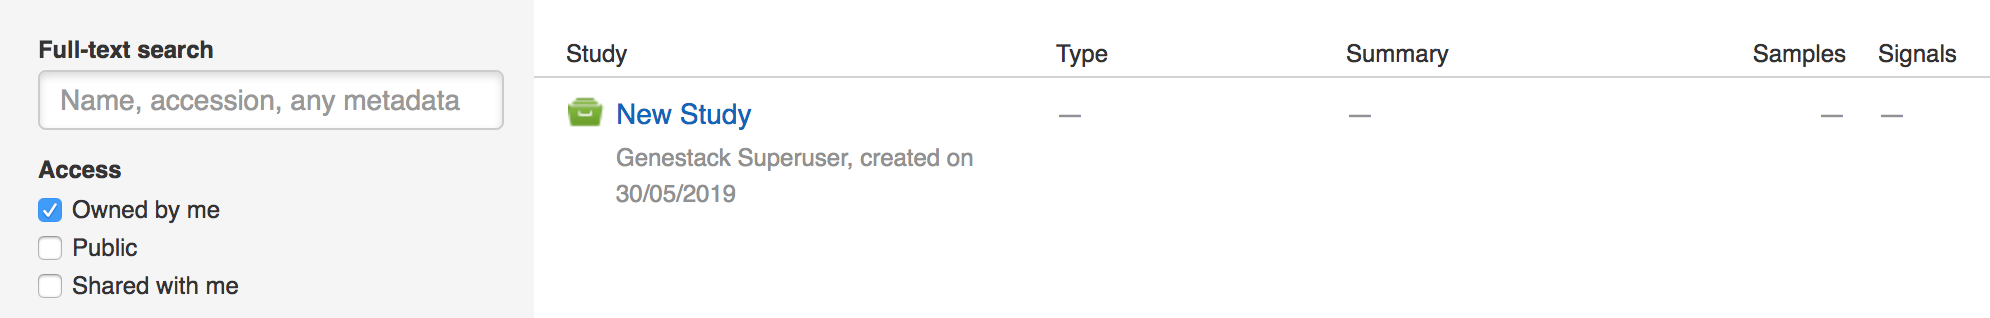 Full-text search
Name, accession, any metadata
Access
Owned by me
Public
Shared with me
Study Type Summary Samples Signals
New Study — — — —
Genestack Superuser, created on
30/05/2019